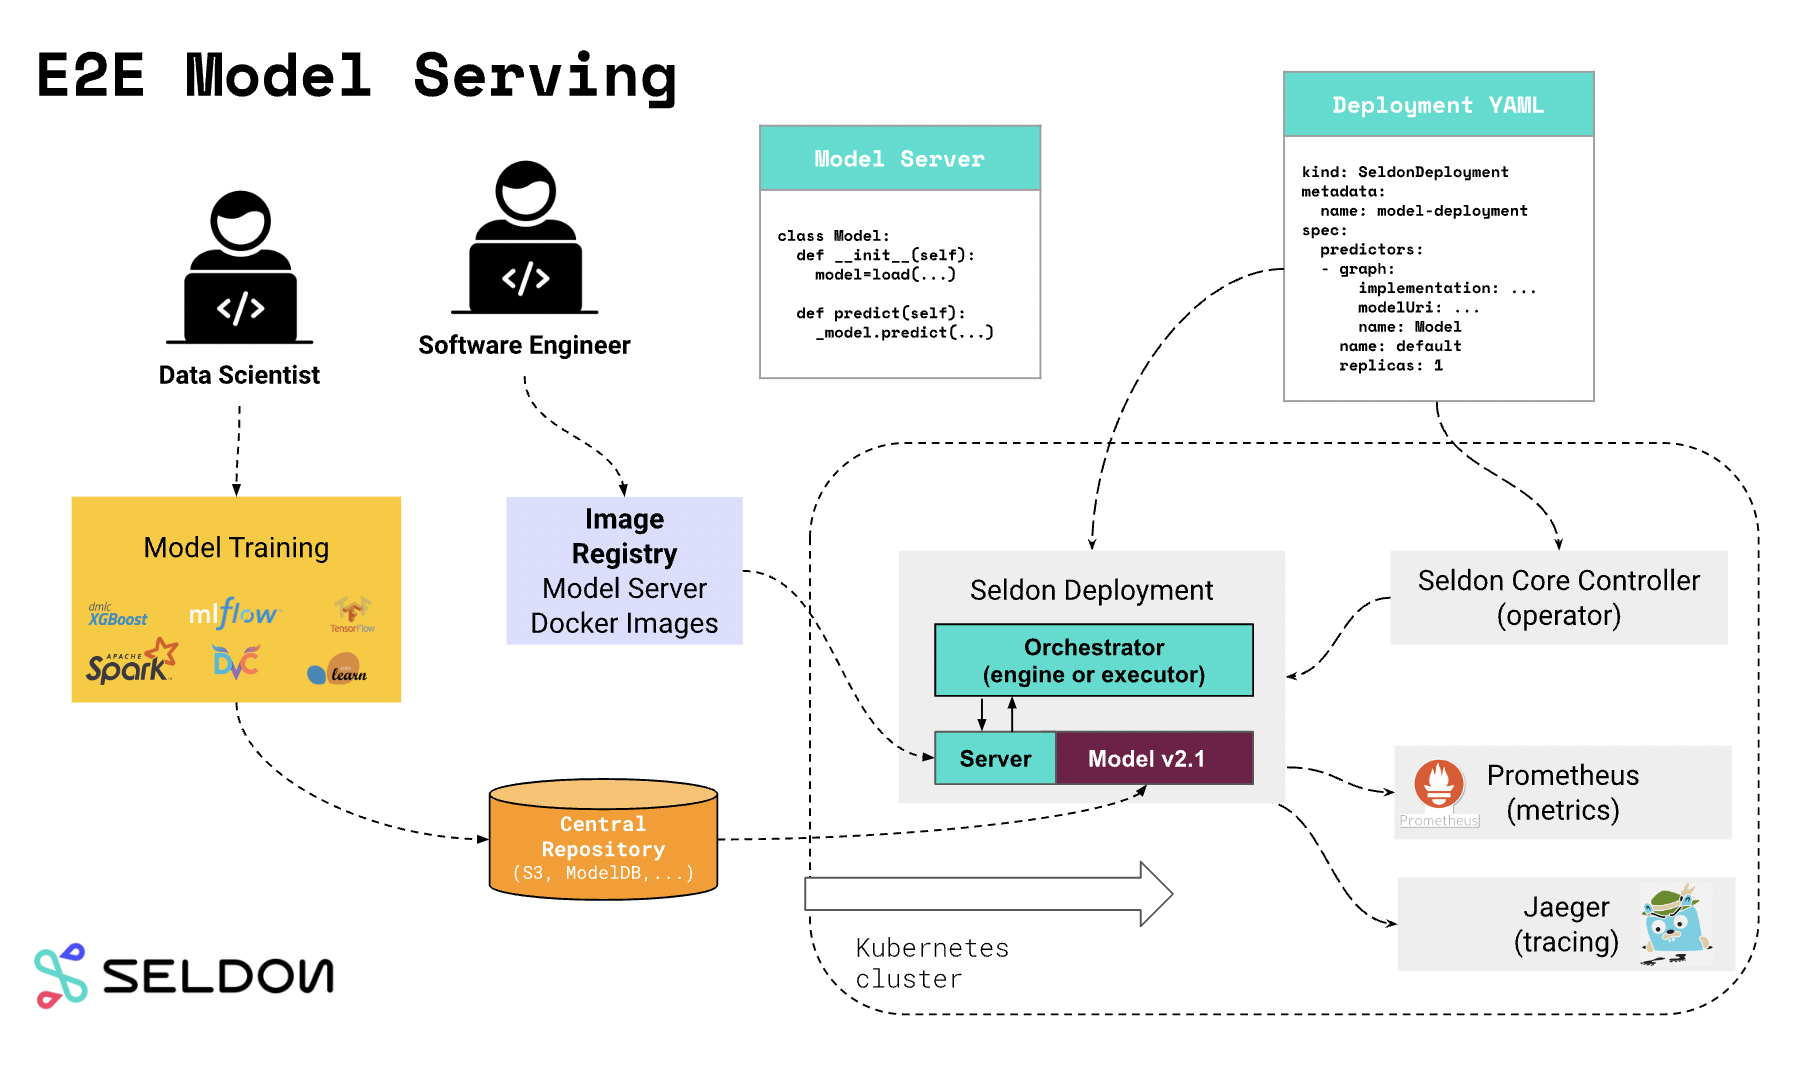 E2E Model Serving
Data Scientist
Software Engineer
Model Server
class Model:
  def __init__(self):
    model=load(...)
  def predict(self):
    _model.predict(...)
Deployment YAML
kind: SeldonDeployment
metadata:
  name: model-deployment
spec:
  predictors:
  - graph:
      implementation: ...
      modelUri: ...
      name: Model
    name: default
    replicas: 1
Model Training
dmlc
XGBoost
mlflow
TensorFlow
APACHE
Spark
DVC
learn
Image
Registry
Model Server
Docker Images
Central
Repository
(S3, ModelDB,...)
Seldon Deployment
Orchestrator
(engine or executor)
Server
Model v2.1
Seldon Core Controller
(operator)
Prometheus
(metrics)
Prometheus
Jaeger
(tracing)
Kubernetes
cluster
SELDON